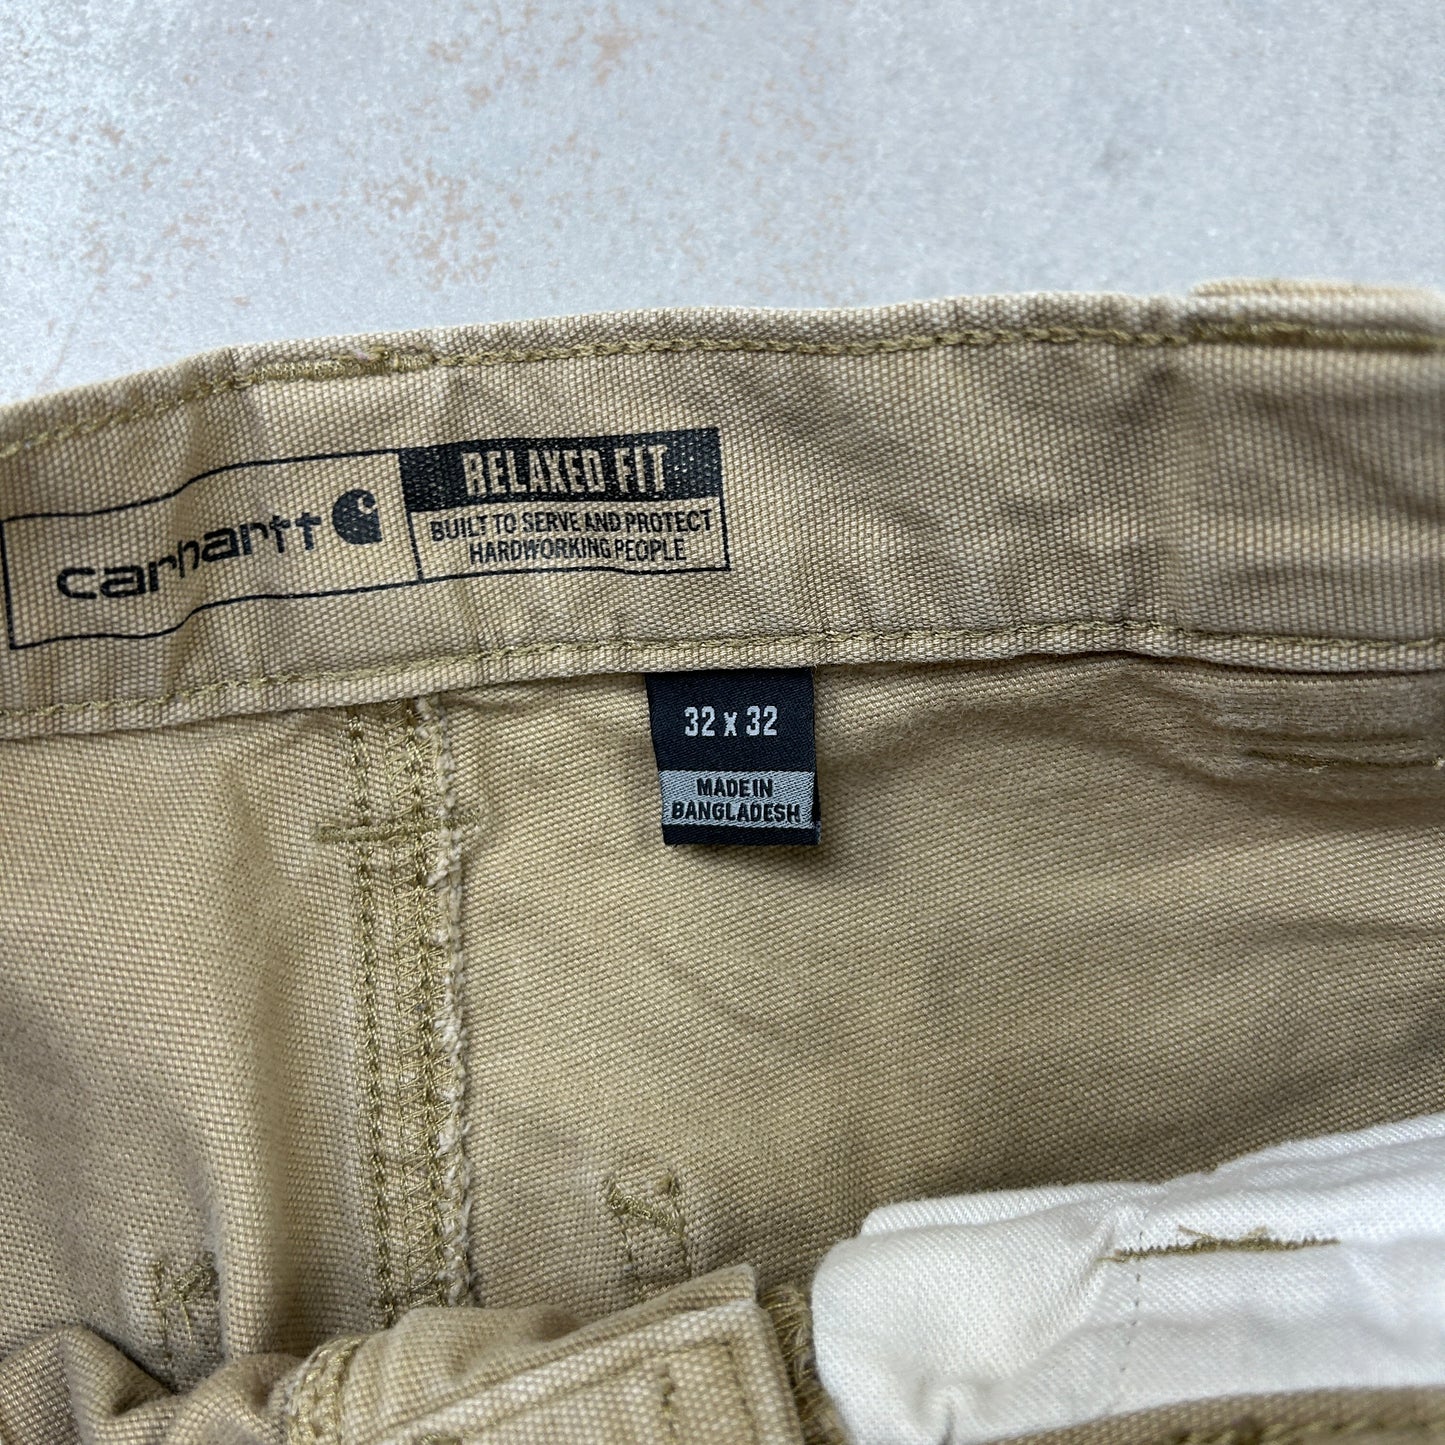 carhartt
RELAXED FIT
BUILT TO SERVE AND PROTECT
HARDWORKING PEOPLE
32 x 32
MADE IN
BANGLADESH